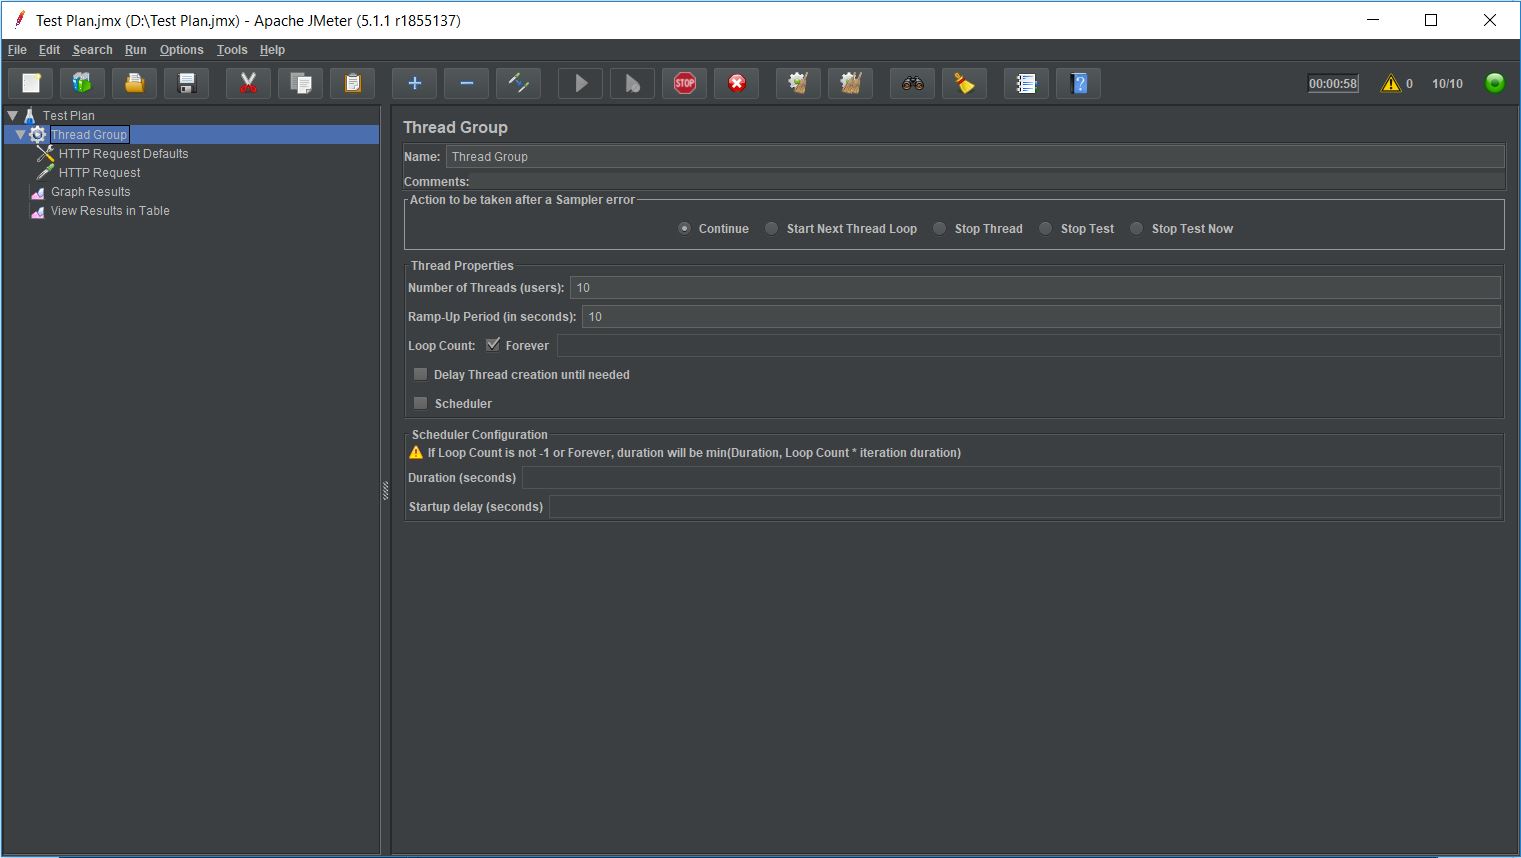 Test Plan.jmx (D:\Test Plan.jmx) - Apache JMeter (5.1.1 r1855137)
File Edit Search Run Options Tools Help
STOP
?
00:00:58 0 10/10
Test Plan
Thread Group
HTTP Request Defaults
HTTP Request
Graph Results
View Results in Table
Thread Group
Name: Thread Group
Comments:
Action to be taken after a Sampler error
Continue Start Next Thread Loop Stop Thread Stop Test Stop Test Now
Thread Properties
Number of Threads (users): 10
Ramp-Up Period (in seconds): 10
Loop Count: Forever
Delay Thread creation until needed
Scheduler
Scheduler Configuration
If Loop Count is not -1 or Forever, duration will be min(Duration, Loop Count * iteration duration)
Duration (seconds)
Startup delay (seconds)